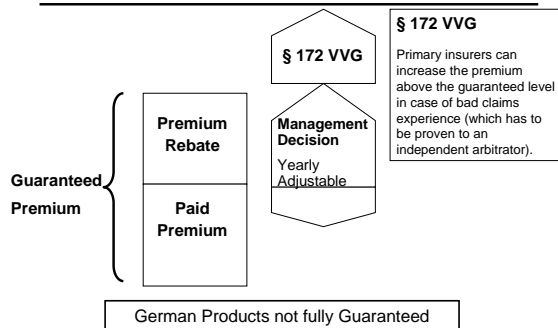 § 172 VVG
§ 172 VVG
Primary insurers can
increase the premium
above the guaranteed level
in case of bad claims
experience (which has to
be proven to an
independent arbitrator).
Premium
Rebate
Management
Decision
Yearly
Adjustable
Guaranteed
Premium
Paid
Premium
German Products not fully Guaranteed